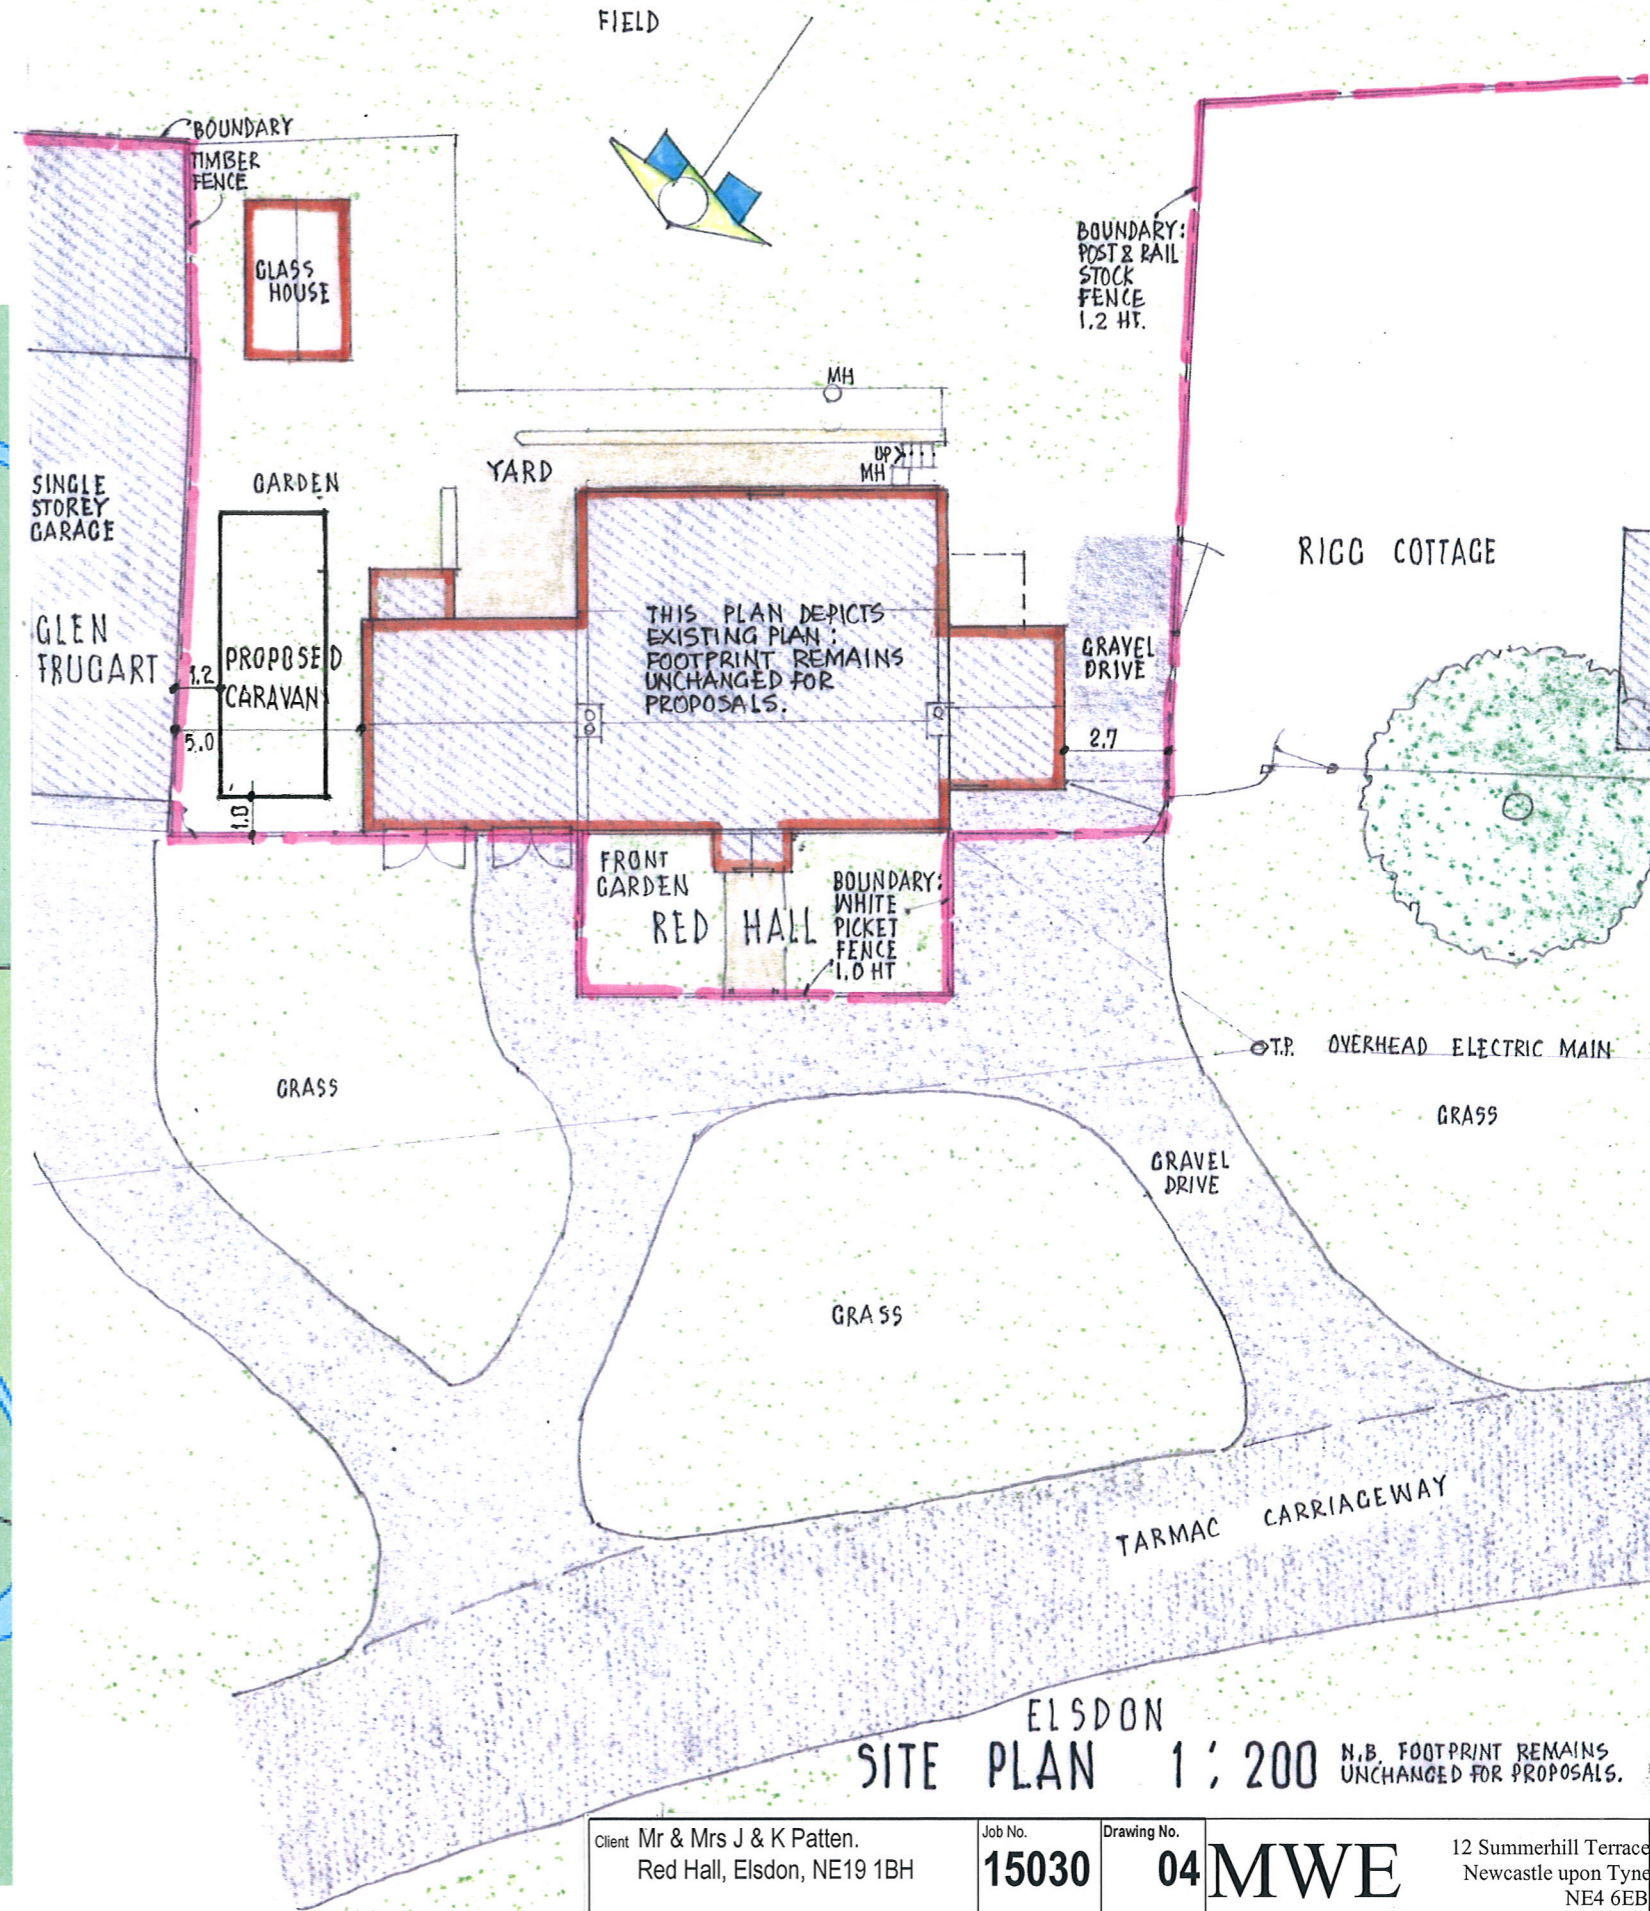 FIELD
BOUNDARY
TIMBER
FENCE
GLASS
HOUSE
BOUNDARY:
POST & RAIL
STOCK
FENCE
1.2 HT.
MH
UP
MH
YARD
GARDEN
SINGLE
STOREY
GARAGE
GLEN
FRUGART
1.2
PROPOSED
CARAVAN
5.0
1.0
THIS PLAN DEPICTS
EXISTING PLAN:
FOOTPRINT REMAINS
UNCHANGED FOR
PROPOSALS.
GRAVEL
DRIVE
2.7
RIGG COTTAGE
FRONT
GARDEN
RED HALL
BOUNDARY:
WHITE
PICKET
FENCE
1.0 HT
T.P. OVERHEAD ELECTRIC MAIN
GRASS
GRASS
GRAVEL
DRIVE
GRASS
TARMAC CARRIAGEWAY
ELSDON
SITE PLAN 1:200
N.B. FOOTPRINT REMAINS
UNCHANGED FOR PROPOSALS.
Client Mr & Mrs J & K Patten.
Red Hall, Elsdon, NE19 1BH
Job No.
15030
Drawing No.
04
MWE
12 Summerhill Terrace
Newcastle upon Tyne
NE4 6EB